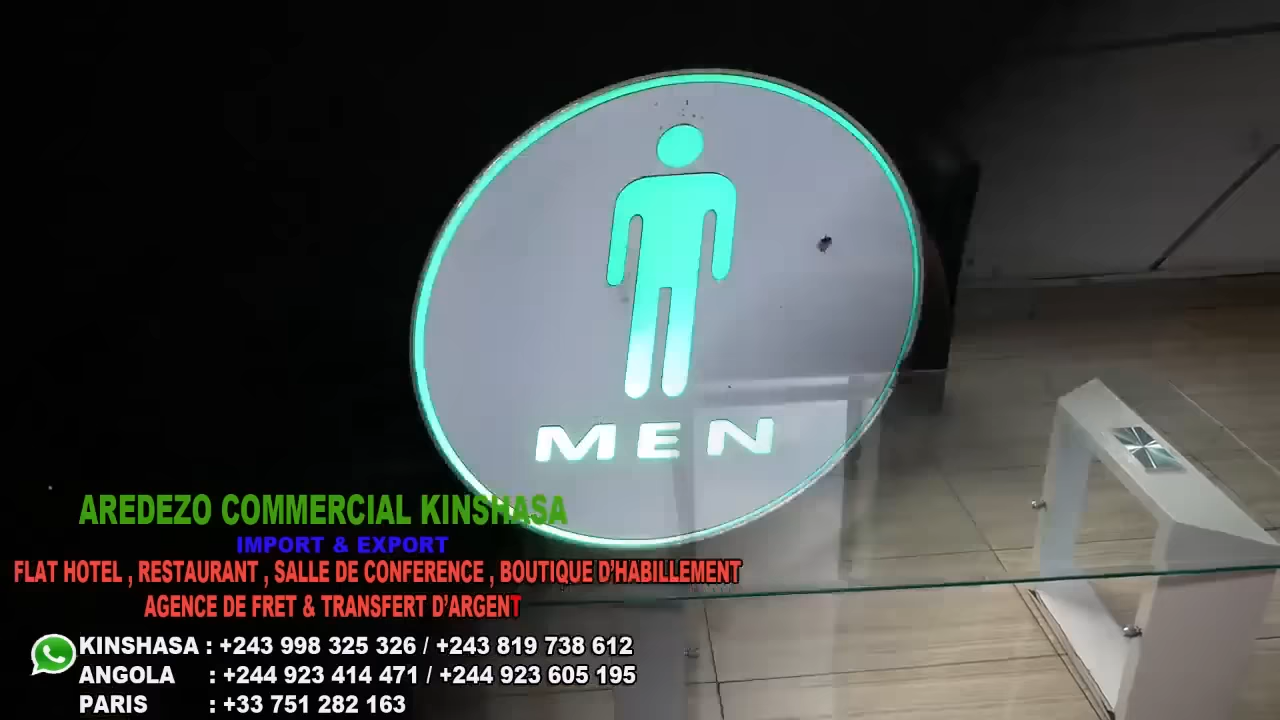 MEN
AREDEZO COMMERCIAL KINSHASA
IMPORT & EXPORT
FLAT HOTEL , RESTAURANT , SALLE DE CONFERENCE , BOUTIQUE D'HABILLEMENT
AGENCE DE FRET & TRANSFERT D'ARGENT
KINSHASA : +243 998 325 326 / +243 819 738 612
ANGOLA : +244 923 414 471 / +244 923 605 195
PARIS : +33 751 282 163